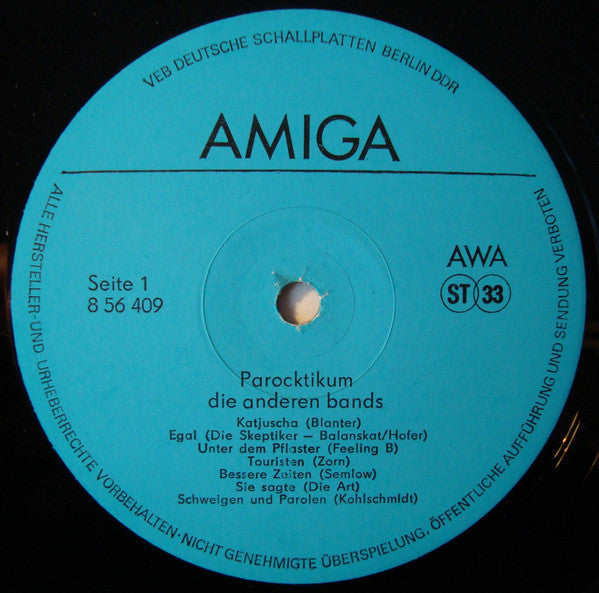 VEB DEUTSCHE SCHALLPLATTEN BERLIN DDR
AMIGA
Seite 1
8 56 409
AWA
ST 33
Parocktikum
die anderen bands
Katjuscha (Blanter)
Egal (Die Skeptiker – Balanskat/Hofer)
Unter dem Pflaster (Feeling B)
Touristen (Zorn)
Bessere Zeiten (Semlow)
Sie sagte (Die Art)
Schweigen und Parolen (Kohlschmidt)
ALLE HERSTELLER- UND URHEBERRECHTE VORBEHALTEN · NICHT GENEHMIGTE ÜBERSPIELUNG, ÖFFENTLICHE AUFFÜHRUNG UND SENDUNG VERBOTEN